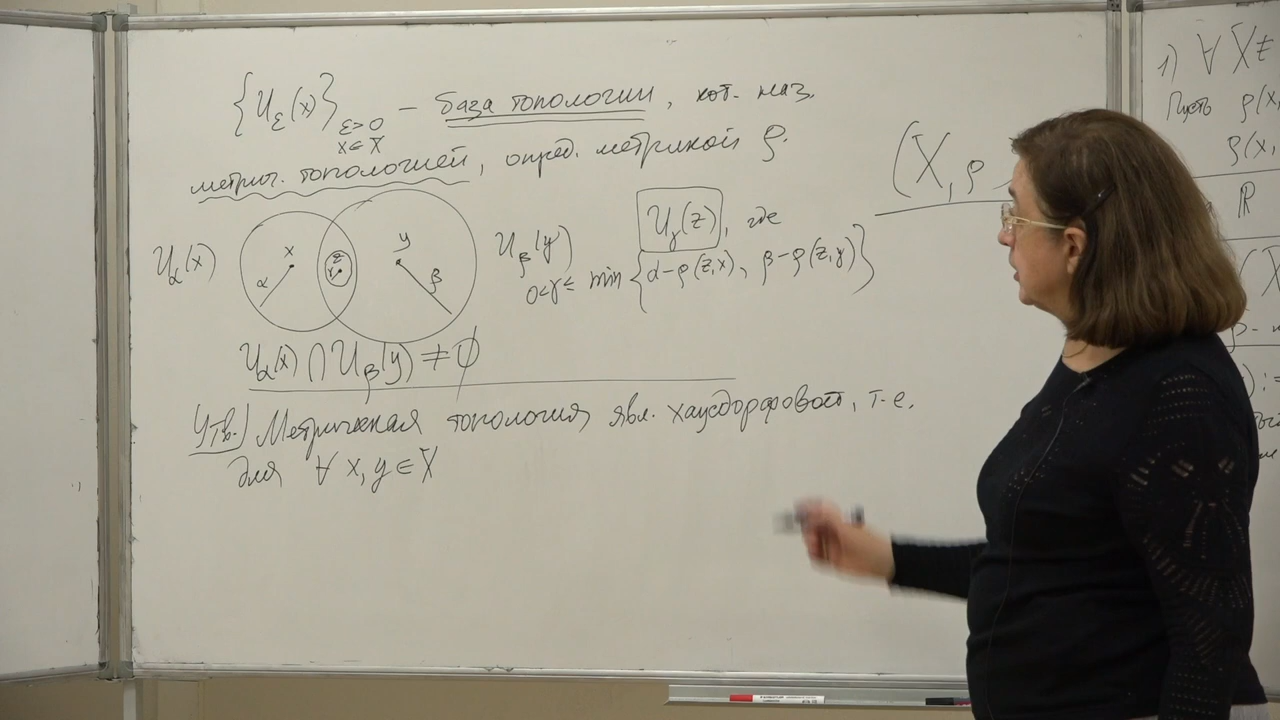 {U_ε(x)}_{ε>0, x∈X} – база топологии, кот. наз.
метрич. топологией, опред. метрикой ρ.
U_α(x)
x
α
z
γ
y
β
U_β(y)
U_γ(z), где
0<γ≤ min {α-ρ(z,x), β-ρ(z,y)}
U_α(x) ⋂ U_β(y) ≠ ∅
Утв.) Метрическая топология явл. хаусдорфовой, т.е.
для ∀ x, y ∈ X
(X, ρ
1) ∀ X≠
Пусть ρ(x,
ρ(x,
ℝ
(X